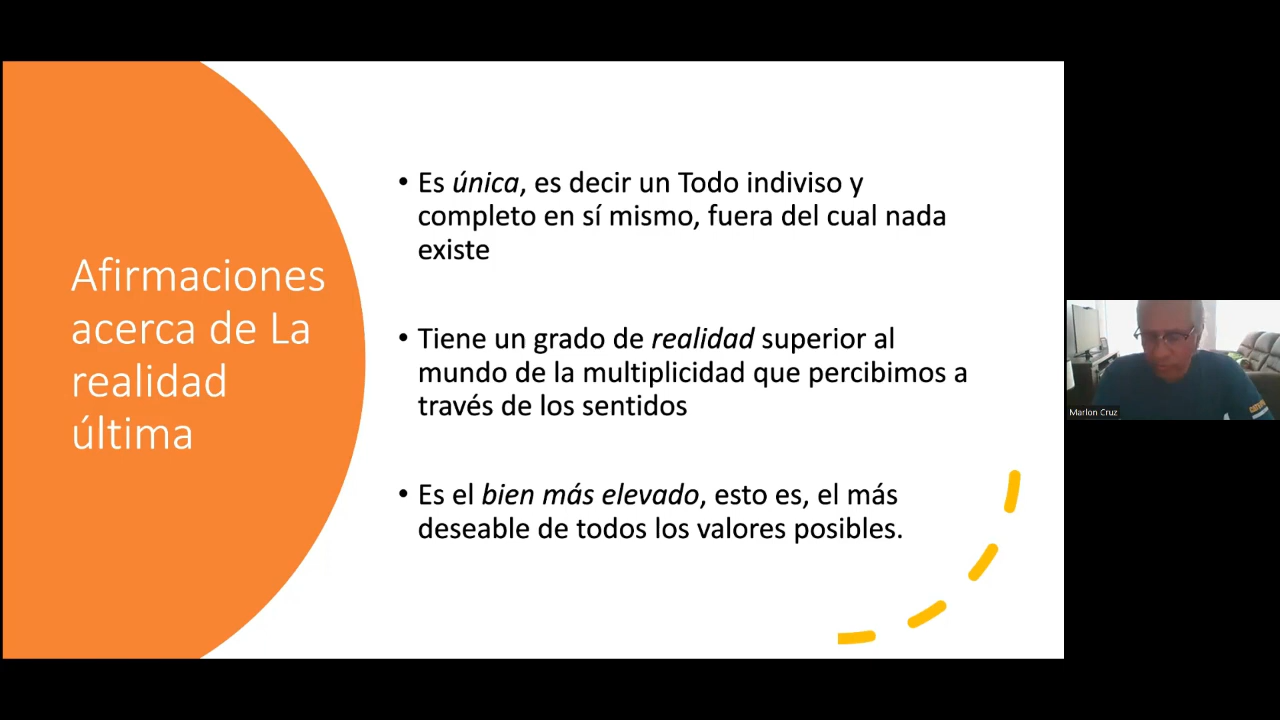 Afirmaciones
acerca de La
realidad
última
• Es única, es decir un Todo indiviso y
completo en sí mismo, fuera del cual nada
existe
• Tiene un grado de realidad superior al
mundo de la multiplicidad que percibimos a
través de los sentidos
• Es el bien más elevado, esto es, el más
deseable de todos los valores posibles.
Marlon Cruz